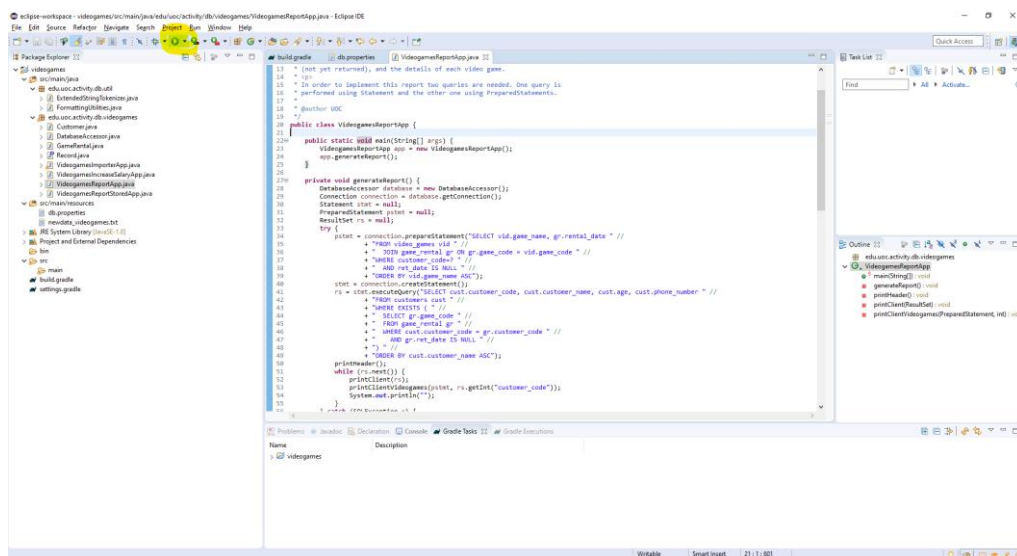 eclipse-workspace - videogames/src/main/java/edu/uoc/activity/db/videogames/VideogamesReportApp.java - Eclipse IDE
File Edit Source Refactor Navigate Search Project Run Window Help
Quick Access
Package Explorer
videogames
src/main/java
edu.uoc.activity.db.util
ExtendedStringTokenizer.java
FormattingUtilities.java
edu.uoc.activity.db.videogames
Customer.java
DatabaseAccessor.java
GameRental.java
Record.java
VideogamesImporterApp.java
VideogamesIncreaseSalaryApp.java
VideogamesReportApp.java
VideogamesReportStoredApp.java
src/main/resources
db.properties
newdata_videogames.txt
JRE System Library [JavaSE-1.8]
Project and External Dependencies
bin
src
main
build.gradle
settings.gradle
build.gradle db.properties VideogamesReportApp.java
13 * (not yet returned), and the details of each video game.
14 * <p>
15 * In order to implement this report two queries are needed. One query is
16 * performed using Statement and the other one using PreparedStatements.
17 *
18 * @author UOC
19 */
20 public class VideogamesReportApp {
21
22 public static void main(String[] args) {
23 VideogamesReportApp app = new VideogamesReportApp();
24 app.generateReport();
25 }
26
27 private void generateReport() {
28 DatabaseAccessor database = new DatabaseAccessor();
29 Connection connection = database.getConnection();
30 Statement stmt = null;
31 PreparedStatement pstmt = null;
32 ResultSet rs = null;
33 try {
34 pstmt = connection.prepareStatement("SELECT vid.game_name, gr.rental_date " //
35 + "FROM video_games vid " //
36 + " JOIN game_rental gr ON gr.game_code = vid.game_code " //
37 + "WHERE customer_code=? " //
38 + " AND ret_date IS NULL " //
39 + "ORDER BY vid.game_name ASC");
40 stmt = connection.createStatement();
41 rs = stmt.executeQuery("SELECT cust.customer_code, cust.customer_name, cust.age, cust.phone_number " //
42 + "FROM customers cust " //
43 + "WHERE EXISTS ( " //
44 + " SELECT gr.game_code " //
45 + " FROM game_rental gr " //
46 + " WHERE cust.customer_code = gr.customer_code " //
47 + " AND gr.ret_date IS NULL " //
48 + ") " //
49 + "ORDER BY cust.customer_name ASC");
50 printHeader();
51 while (rs.next()) {
52 printClient(rs);
53 printClientVideogames(pstmt, rs.getInt("customer_code"));
54 System.out.println("");
55 }
Task List
Find All Activate...
Outline
edu.uoc.activity.db.videogames
VideogamesReportApp
main(String[]) : void
generateReport() : void
printHeader() : void
printClient(ResultSet) : void
printClientVideogames(PreparedStatement, int) :
Problems Javadoc Declaration Console Gradle Tasks Gradle Executions
Name Description
videogames
Writable Smart Insert 21 : 1 : 601